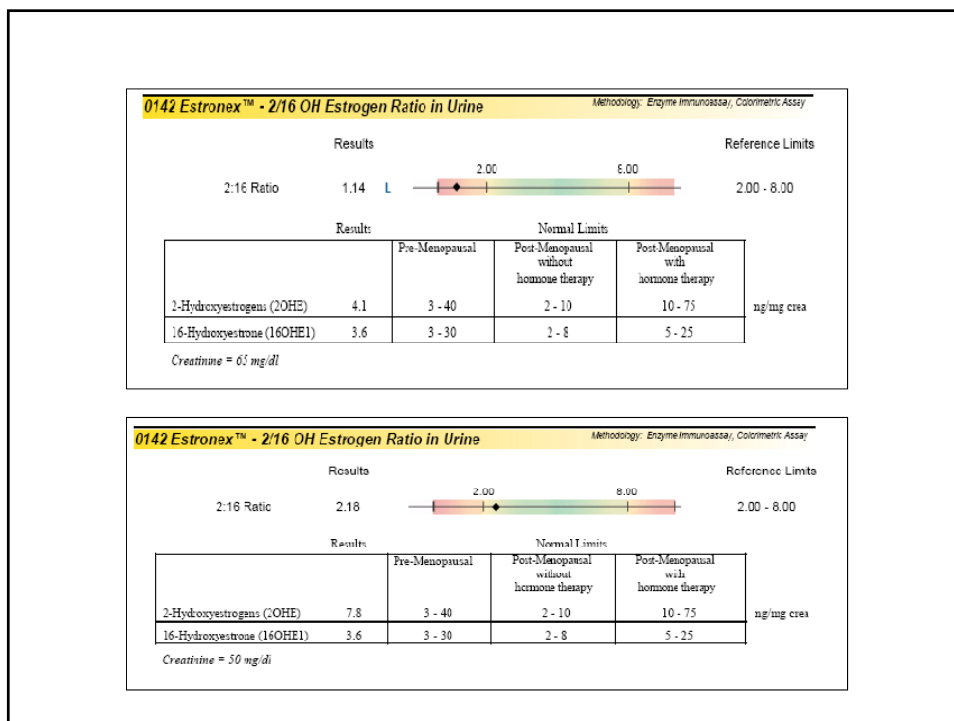 0142 Estronex™ - 2/16 OH Estrogen Ratio in Urine Methodology: Enzyme Immunoassay, Colorimetric Assay
Results Reference Limits
2.00 8.00
2:16 Ratio 1.14 L 2.00 - 8.00
Results Normal Limits
Pre-Menopausal Post-Menopausal Post-Menopausal
without with
hormone therapy hormone therapy
2-Hydroxyestrogens (2OHE) 4.1 3 - 40 2 - 10 10 - 75 ng/mg crea
16-Hydroxyestrone (16OHE1) 3.6 3 - 30 2 - 8 5 - 25
Creatinine = 65 mg/dl
0142 Estronex™ - 2/16 OH Estrogen Ratio in Urine Methodology: Enzyme Immunoassay, Colorimetric Assay
Results Reference Limits
2.00 8.00
2:16 Ratio 2.18 2.00 - 8.00
Results Normal Limits
Pre-Menopausal Post-Menopausal Post-Menopausal
without with
hormone therapy hormone therapy
2-Hydroxyestrogens (2OHE) 7.8 3 - 40 2 - 10 10 - 75 ng/mg crea
16-Hydroxyestrone (16OHE1) 3.6 3 - 30 2 - 8 5 - 25
Creatinine = 50 mg/dl